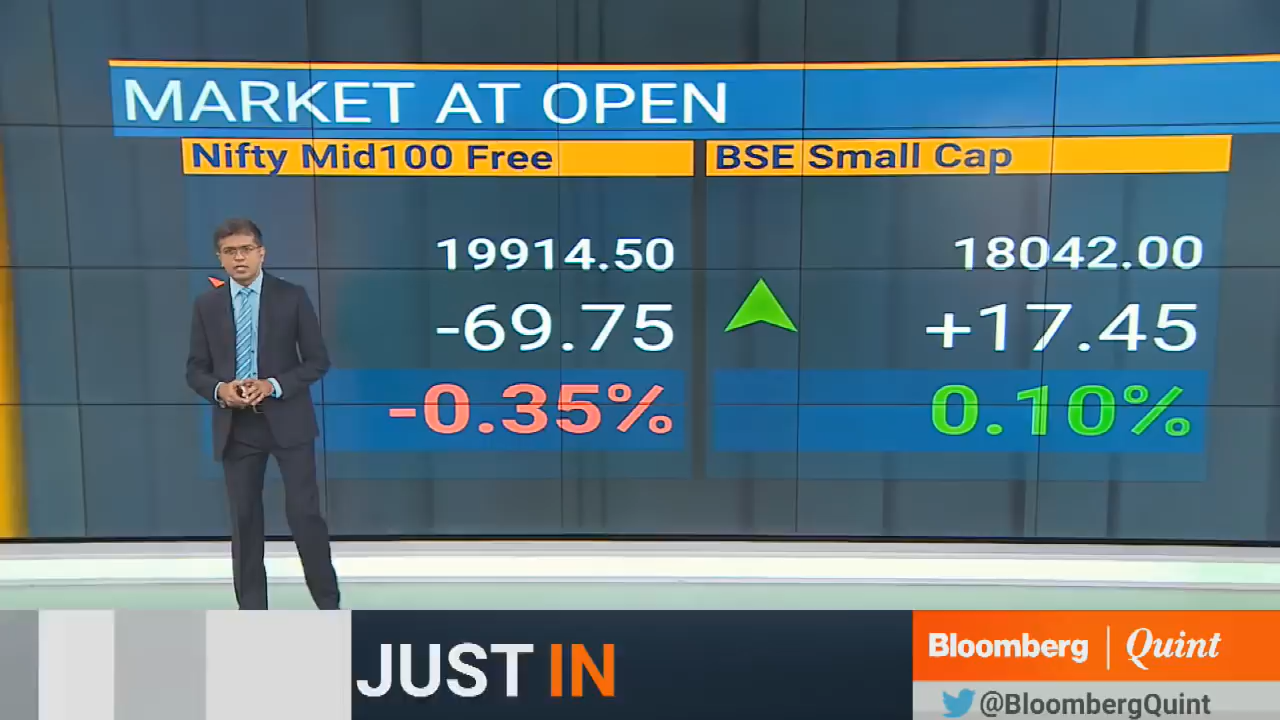 MARKET AT OPEN
Nifty Mid100 Free
19914.50
-69.75
-0.35%
BSE Small Cap
18042.00
+17.45
0.10%
JUST IN
Bloomberg | Quint
@BloombergQuint